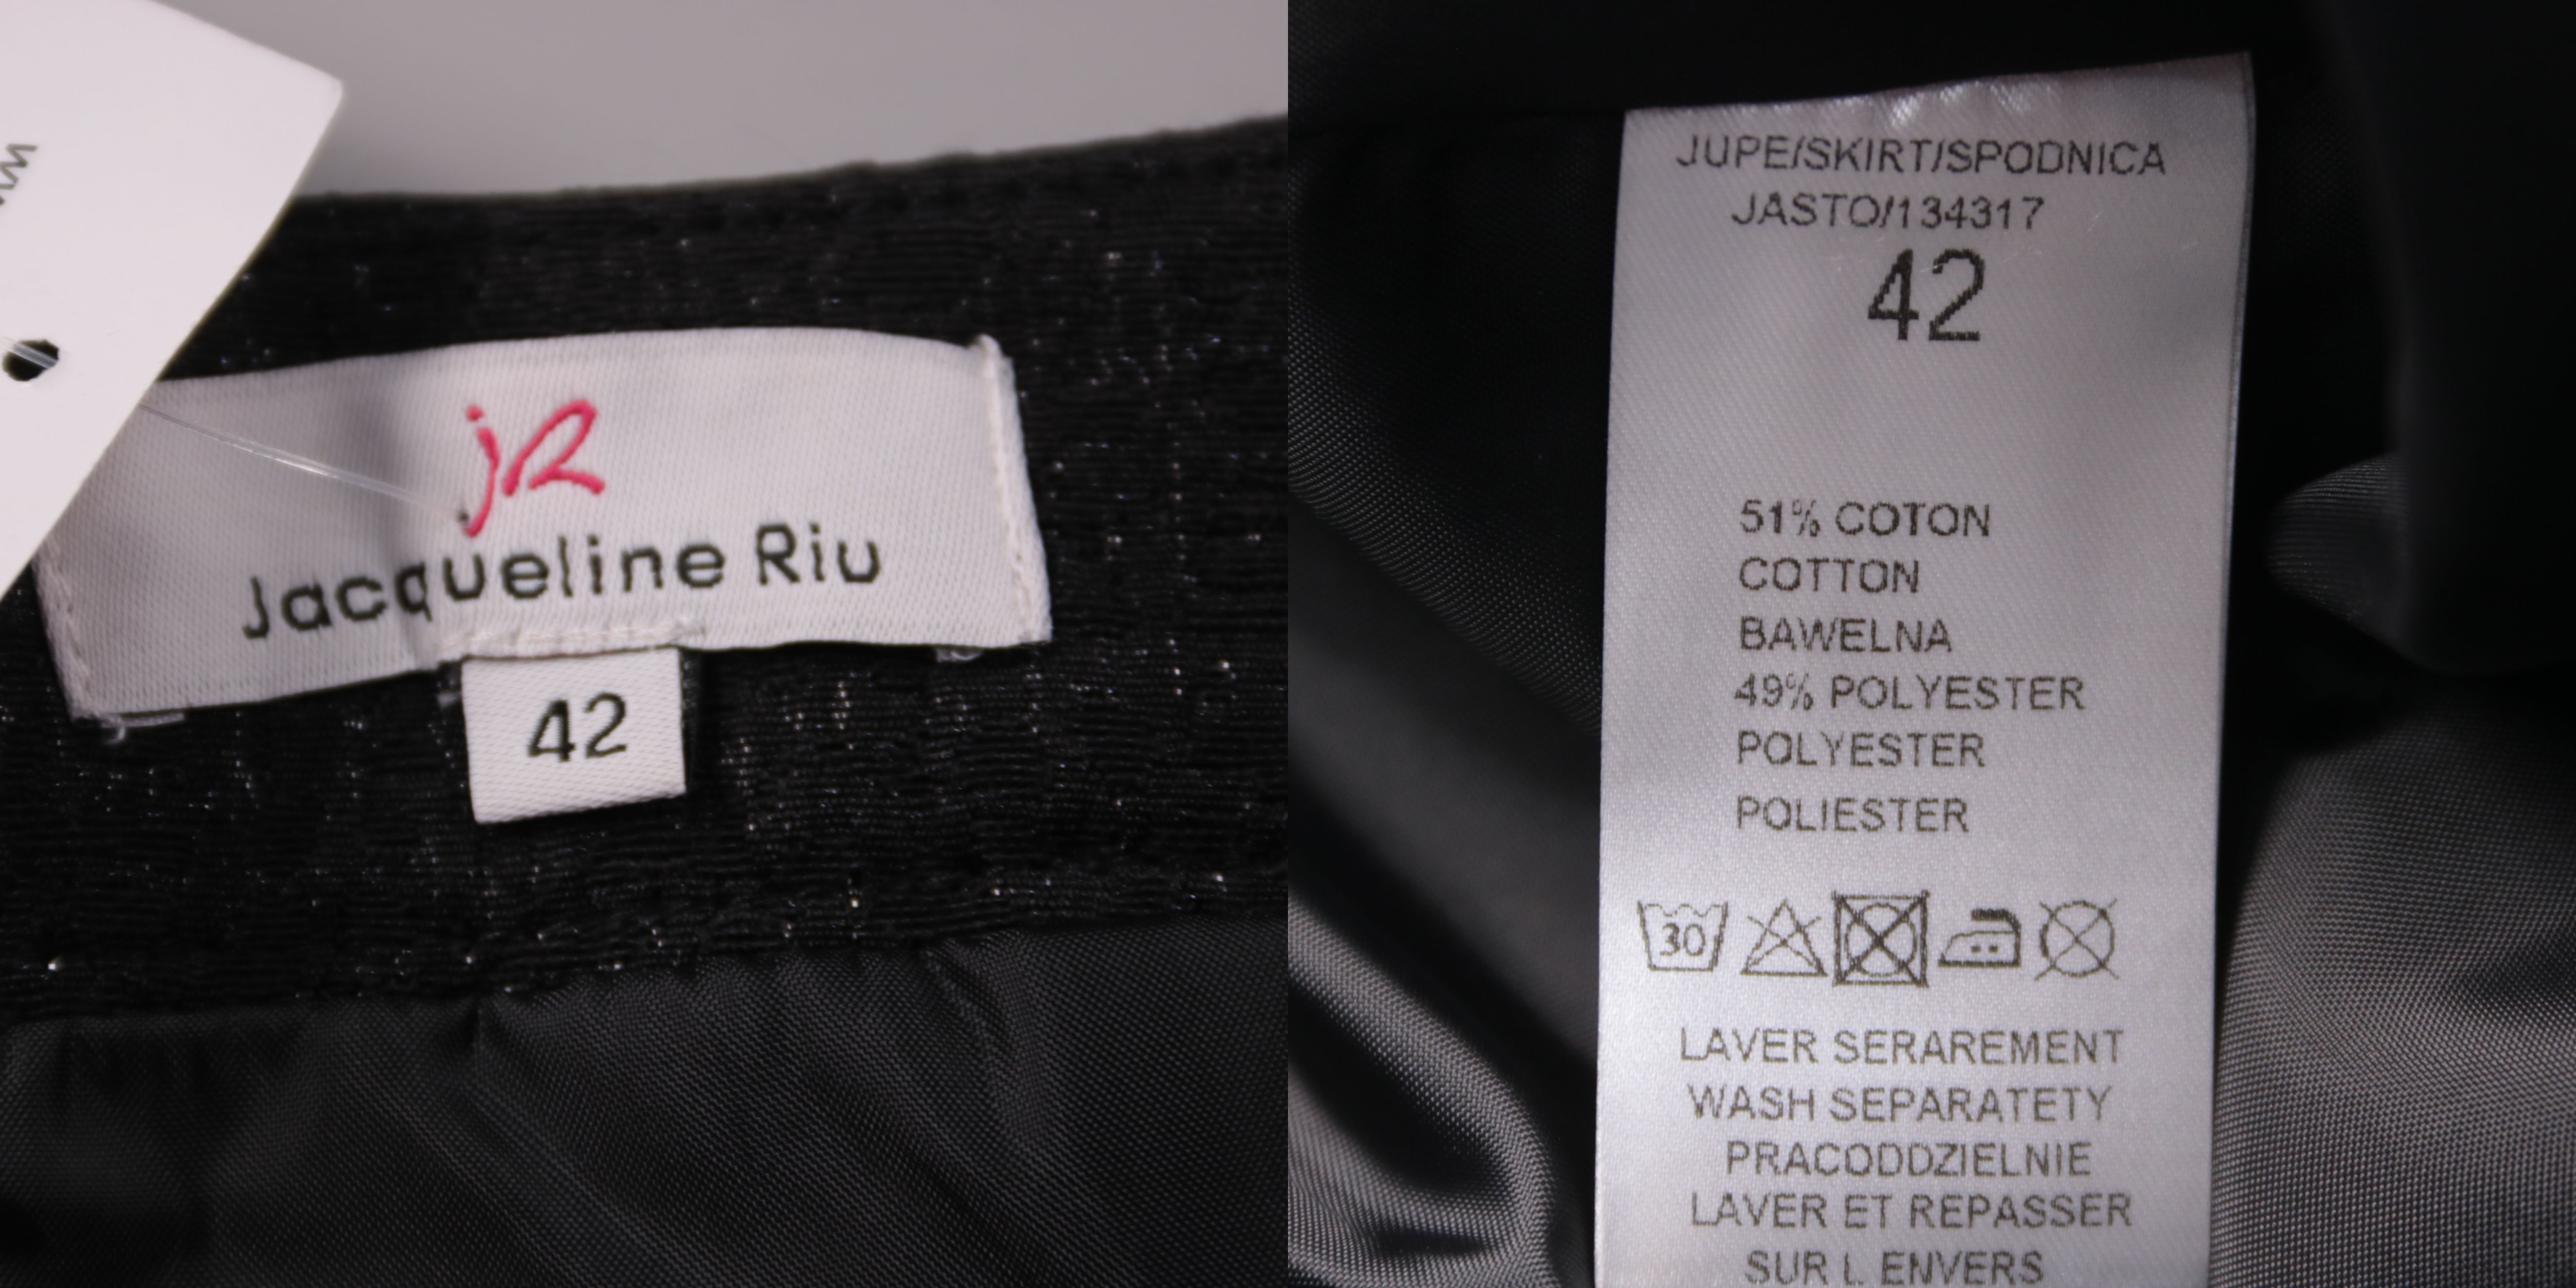 jR
Jacqueline Riu
42
JUPE/SKIRT/SPODNICA
JASTO/134317
42
51% COTON
COTTON
BAWELNA
49% POLYESTER
POLYESTER
POLIESTER
30
LAVER SERAREMENT
WASH SEPARATETY
PRACODDZIELNIE
LAVER ET REPASSER
SUR L ENVERS